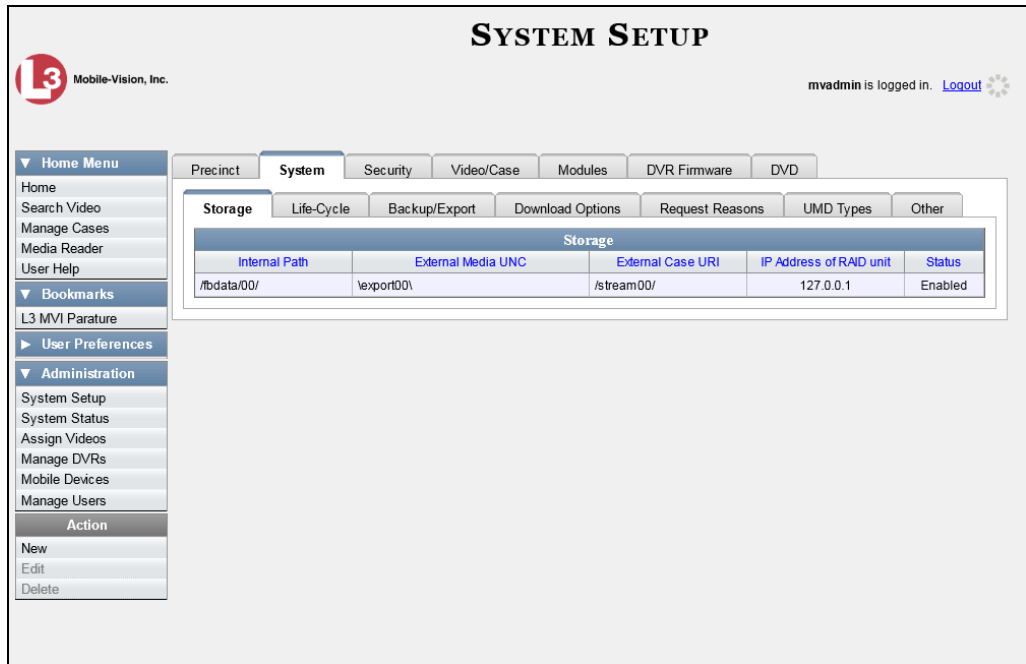 SYSTEM SETUP
L3 Mobile-Vision, Inc.
mvadmin is logged in. Logout
▼ Home Menu
Home
Search Video
Manage Cases
Media Reader
User Help
▼ Bookmarks
L3 MVI Parature
► User Preferences
▼ Administration
System Setup
System Status
Assign Videos
Manage DVRs
Mobile Devices
Manage Users
Action
New
Edit
Delete
Precinct System Security Video/Case Modules DVR Firmware DVD
Storage Life-Cycle Backup/Export Download Options Request Reasons UMD Types Other
Storage
Internal Path External Media UNC External Case URI IP Address of RAID unit Status
/fbdata/00/ \export00\ /stream00/ 127.0.0.1 Enabled